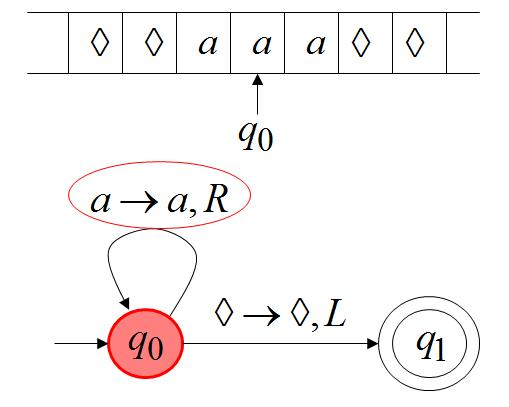 ◊ ◊ a a a ◊ ◊
q₀
a → a, R
◊ → ◊, L
q₀ q₁